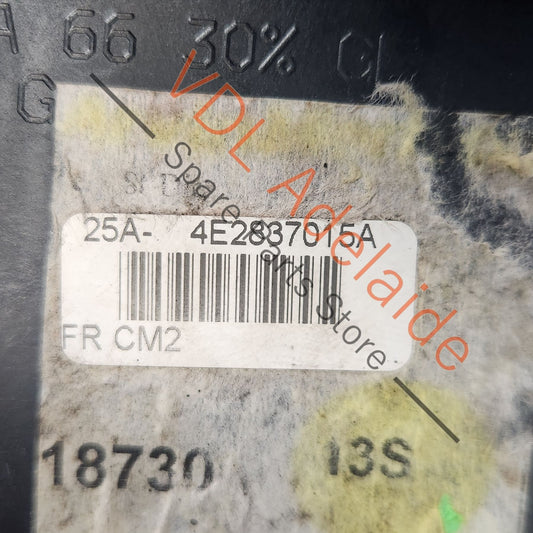 A 66 30% G
G
25A- 4E2837015A
FR CM2
18730 13S
VDL Adelaide
Spare Parts Store